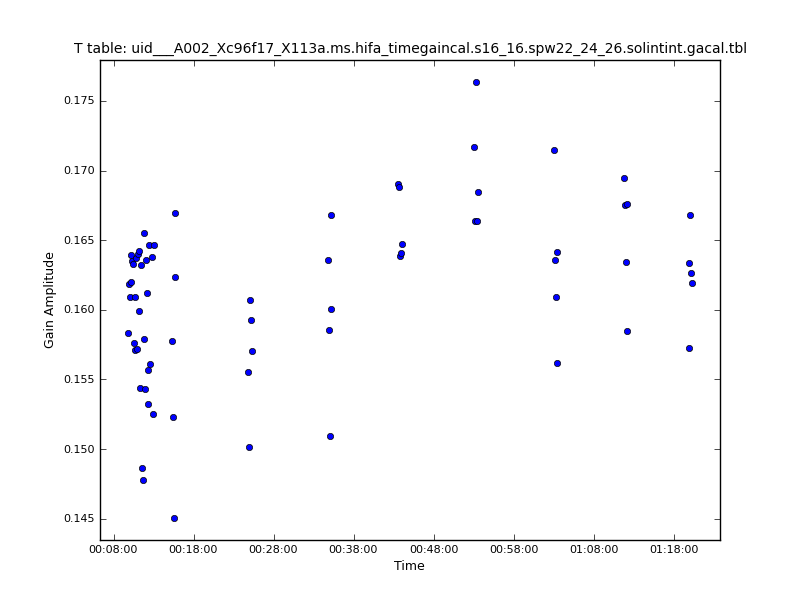 T table: uid___A002_Xc96f17_X113a.ms.hifa_timegaincal.s16_16.spw22_24_26.solintint.gacal.tbl
0.175
0.170
0.165
0.160
0.155
0.150
0.145
Gain Amplitude
00:08:00 00:18:00 00:28:00 00:38:00 00:48:00 00:58:00 01:08:00 01:18:00
Time